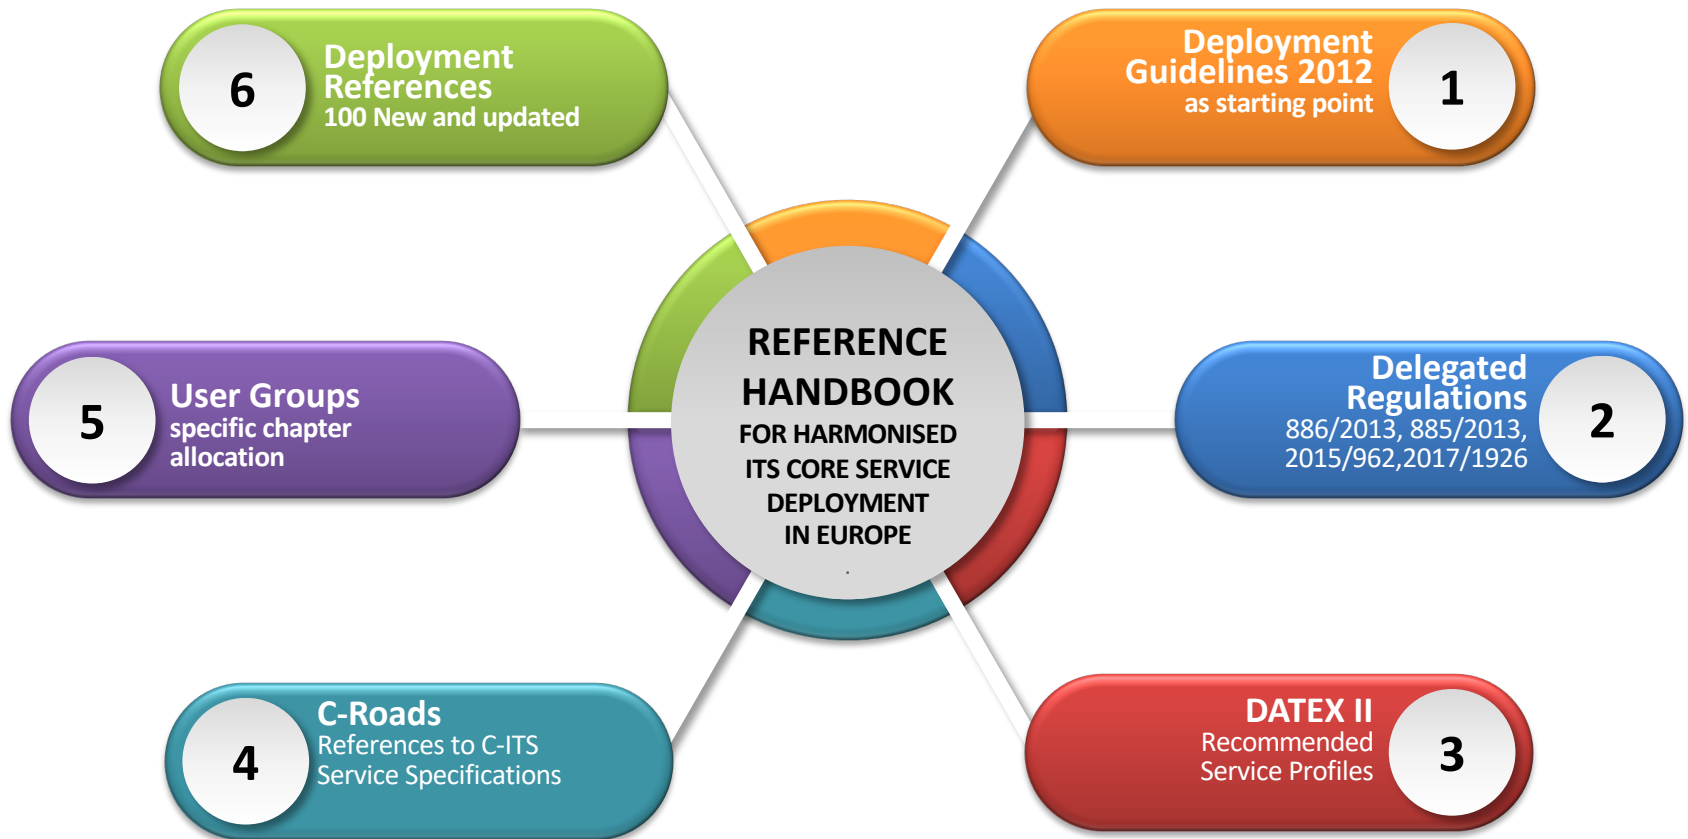 REFERENCE
HANDBOOK
FOR HARMONISED
ITS CORE SERVICE
DEPLOYMENT
IN EUROPE
.
1
Deployment
Guidelines 2012
as starting point
2
Delegated
Regulations
886/2013, 885/2013,
2015/962,2017/1926
3
DATEX II
Recommended
Service Profiles
4
C-Roads
References to C-ITS
Service Specifications
5
User Groups
specific chapter
allocation
6
Deployment
References
100 New and updated